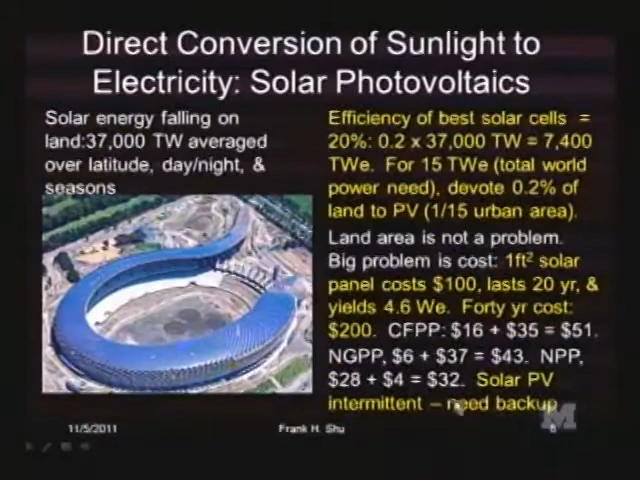 Direct Conversion of Sunlight to
Electricity: Solar Photovoltaics
Solar energy falling on
land:37,000 TW averaged
over latitude, day/night, &
seasons
Efficiency of best solar cells =
20%: 0.2 x 37,000 TW = 7,400
TWe. For 15 TWe (total world
power need), devote 0.2% of
land to PV (1/15 urban area).
Land area is not a problem.
Big problem is cost: 1ft² solar
panel costs $100, lasts 20 yr, &
yields 4.6 We. Forty yr cost:
$200. CFPP: $16 + $35 = $51.
NGPP, $6 + $37 = $43. NPP,
$28 + $4 = $32. Solar PV
intermittent – need backup
M
11/5/2011
Frank H. Shu